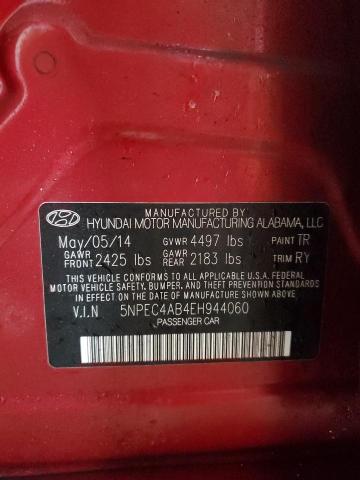 MANUFACTURED BY
HYUNDAI MOTOR MANUFACTURING ALABAMA, LLC
May/05/14 GVWR 4497 lbs PAINT TR
GAWR FRONT 2425 lbs GAWR REAR 2183 lbs TRIM RY
THIS VEHICLE CONFORMS TO ALL APPLICABLE U.S.A FEDERAL
MOTOR VEHICLE SAFETY, BUMPER, AND THEFT PREVENTION
STANDARDS IN EFFECT ON THE DATE OF MANUFACTURE SHOWN ABOVE.
V.I.N 5NPEC4AB4EH944060
PASSENGER CAR